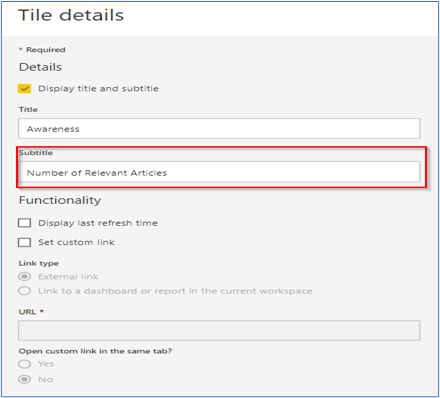 Tile details
* Required
Details
Display title and subtitle
Title
Awareness
Subtitle
Number of Relevant Articles
Functionality
Display last refresh time
Set custom link
Link type
External link
Link to a dashboard or report in the current workspace
URL *
Open custom link in the same tab?
Yes
No